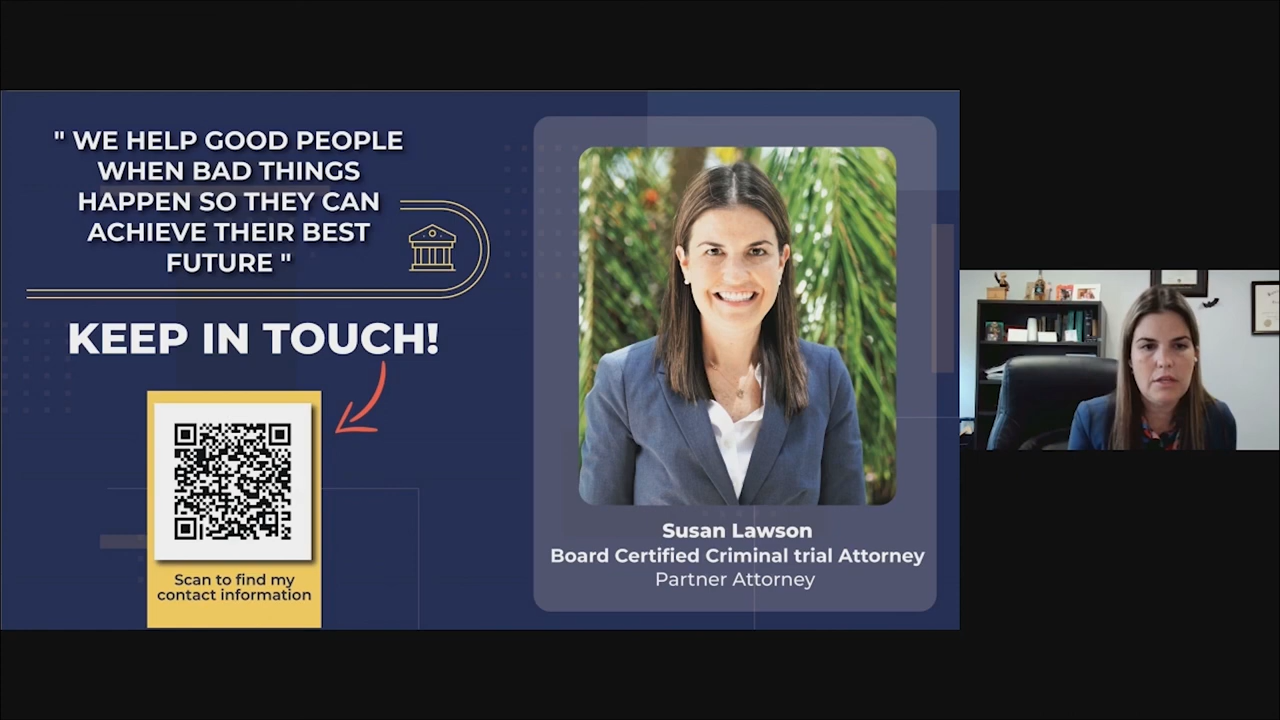 " WE HELP GOOD PEOPLE
WHEN BAD THINGS
HAPPEN SO THEY CAN
ACHIEVE THEIR BEST
FUTURE "
KEEP IN TOUCH!
Scan to find my
contact information
Susan Lawson
Board Certified Criminal trial Attorney
Partner Attorney